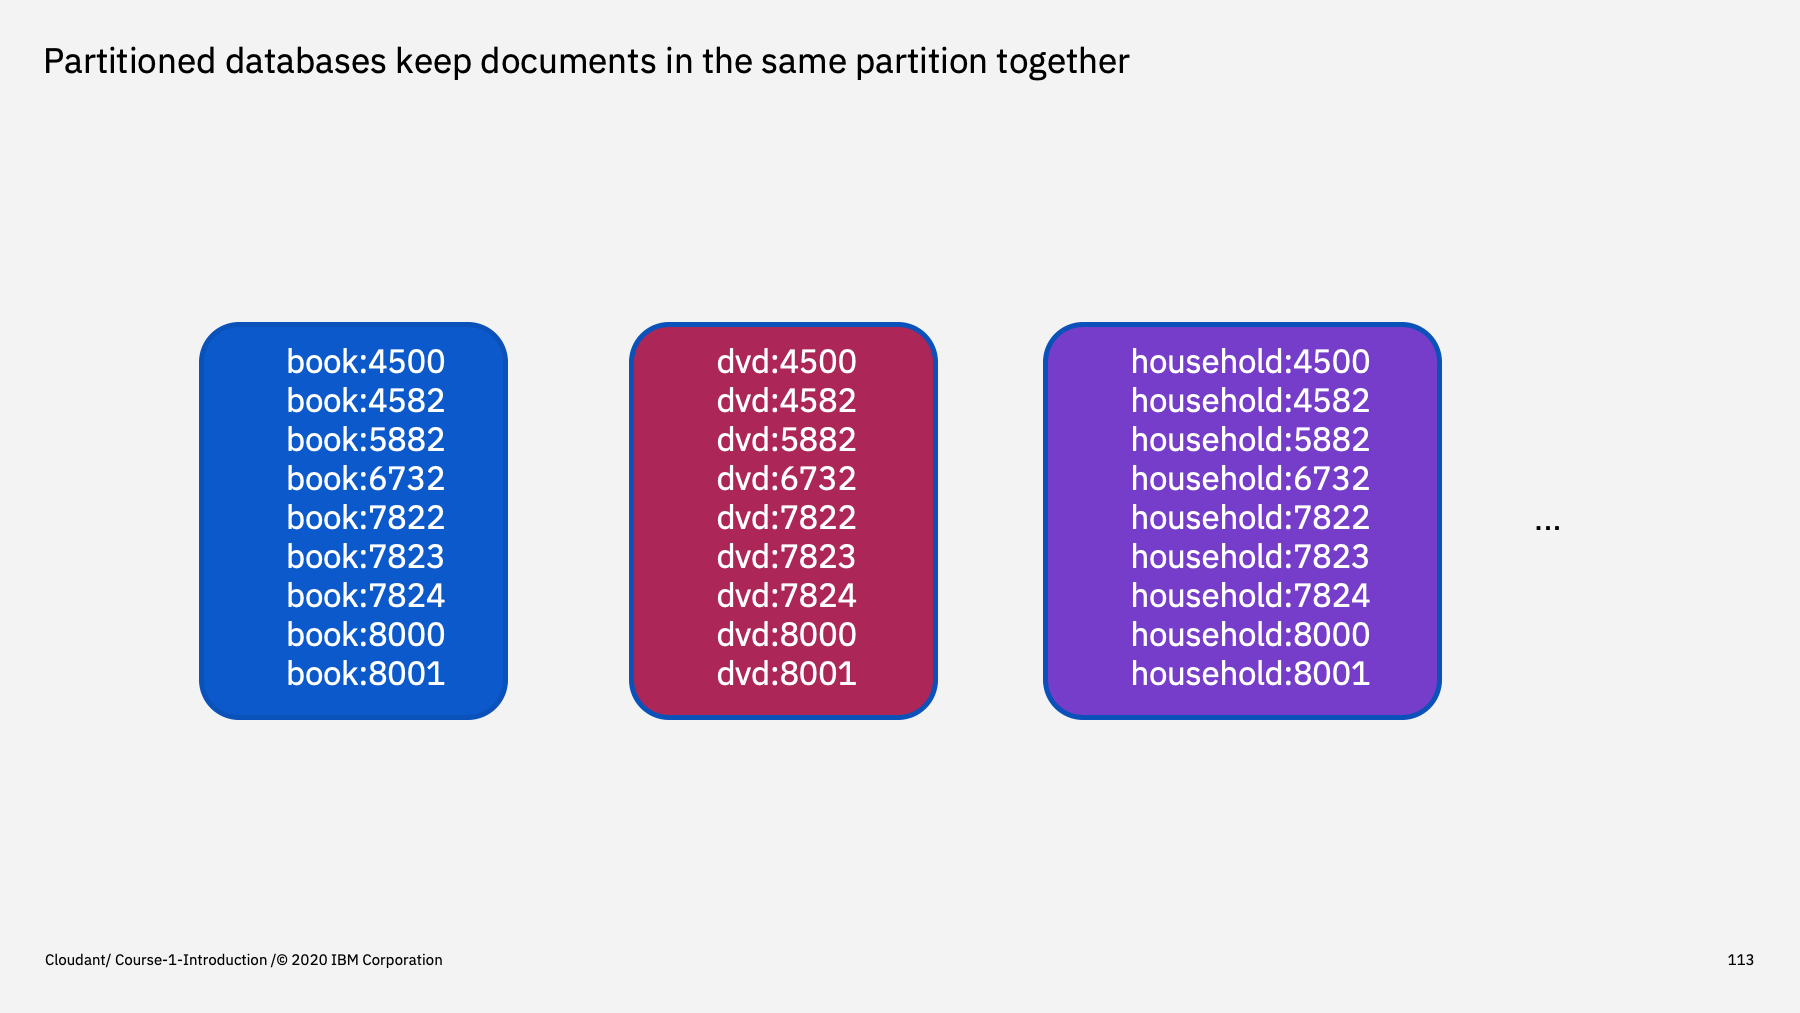 Partitioned databases keep documents in the same partition together
book:4500
book:4582
book:5882
book:6732
book:7822
book:7823
book:7824
book:8000
book:8001
dvd:4500
dvd:4582
dvd:5882
dvd:6732
dvd:7822
dvd:7823
dvd:7824
dvd:8000
dvd:8001
household:4500
household:4582
household:5882
household:6732
household:7822
household:7823
household:7824
household:8000
household:8001
...
Cloudant/ Course-1-Introduction /© 2020 IBM Corporation
113